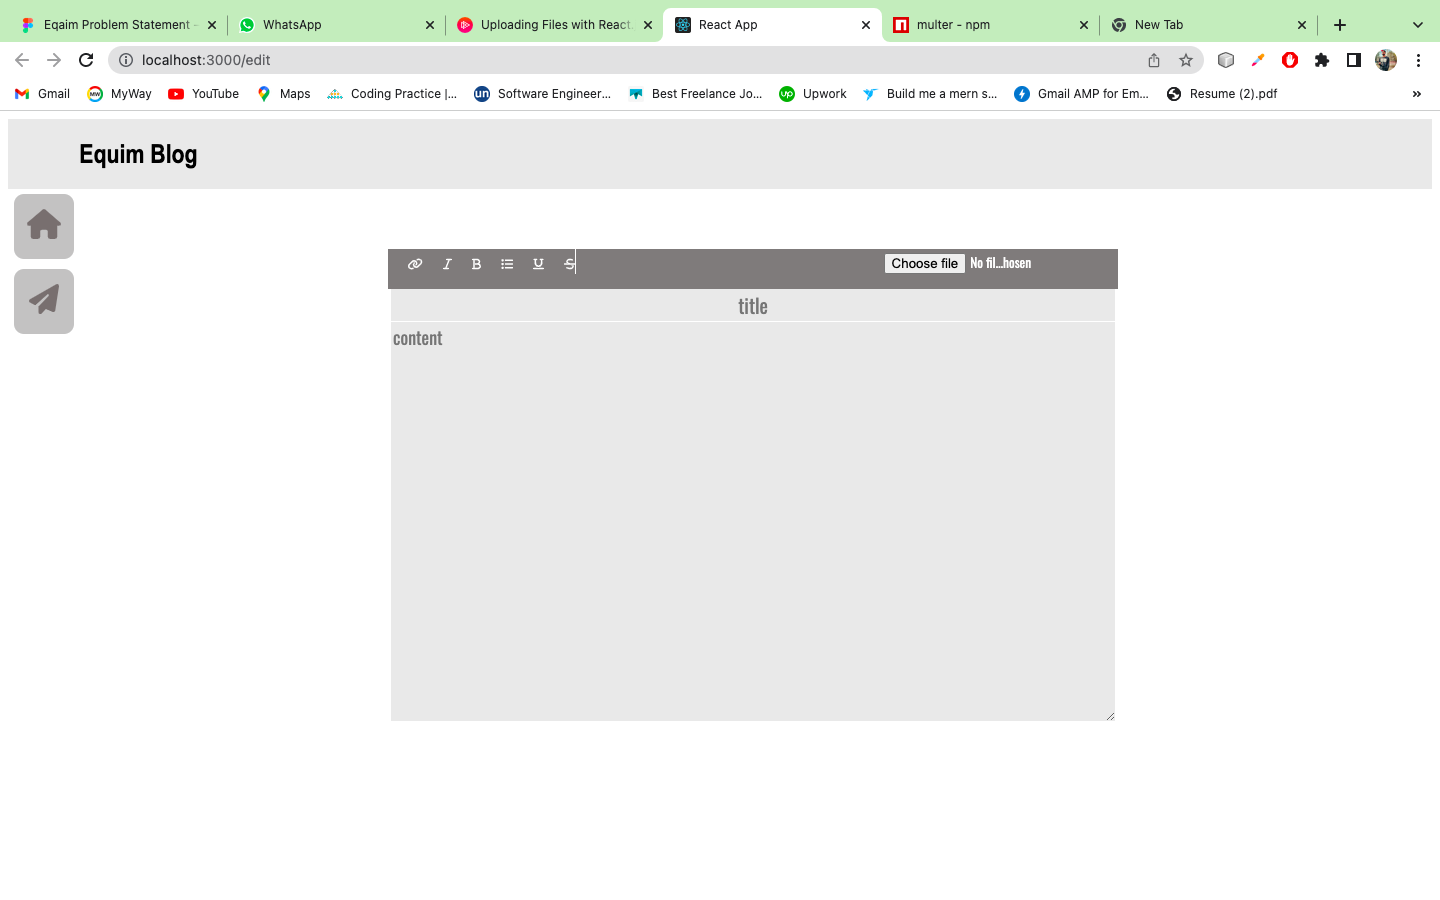 Eqaim Problem Statement -
WhatsApp
Uploading Files with React.
React App
multer - npm
New Tab
localhost:3000/edit
Gmail
MyWay
YouTube
Maps
Coding Practice |...
Software Engineer...
Best Freelance Jo...
Upwork
Build me a mern s...
Gmail AMP for Em...
Resume (2).pdf
Equim Blog
Choose file No fil...hosen
title
content